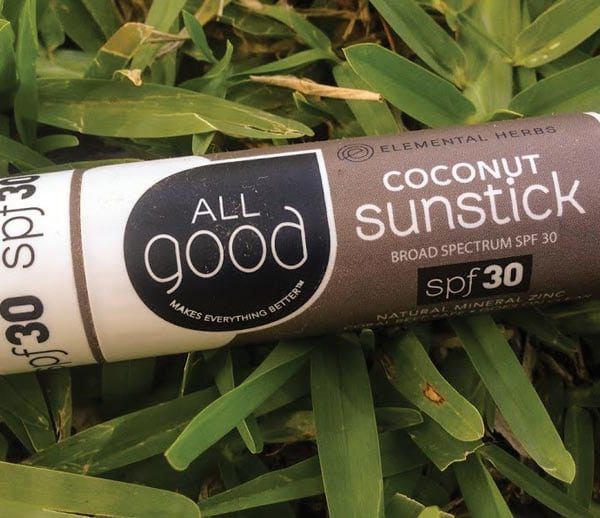 spf 30
spf 30
ALL
good
MAKES EVERYTHING BETTER™
ELEMENTAL HERBS
COCONUT
sunstick
BROAD SPECTRUM SPF 30
spf 30
NATURAL MINERAL ZINC